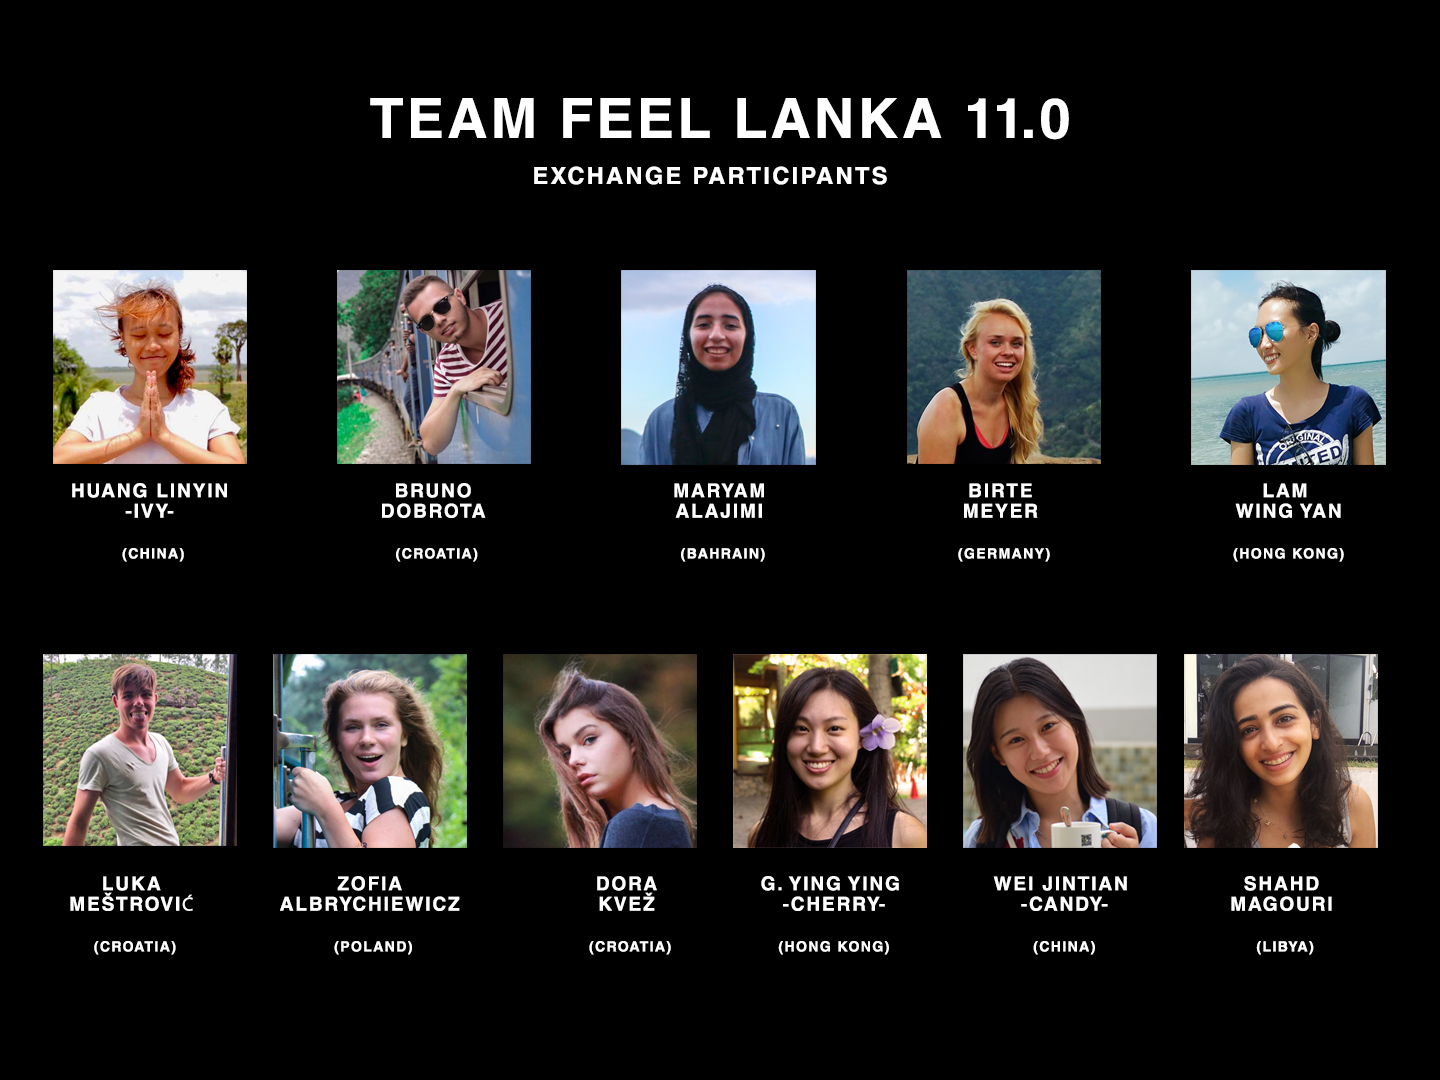 TEAM FEEL LANKA 11.0
EXCHANGE PARTICIPANTS
ORIGINAL
HUANG LINYIN
-IVY-
(CHINA)
BRUNO
DOBROTA
(CROATIA)
MARYAM
ALAJIMI
(BAHRAIN)
BIRTE
MEYER
(GERMANY)
LAM
WING YAN
(HONG KONG)
LUKA
MEŠTROVIĆ
(CROATIA)
ZOFIA
ALBRYCHIEWICZ
(POLAND)
DORA
KVEŽ
(CROATIA)
G. YING YING
-CHERRY-
(HONG KONG)
WEI JINTIAN
-CANDY-
(CHINA)
SHAHD
MAGOURI
(LIBYA)